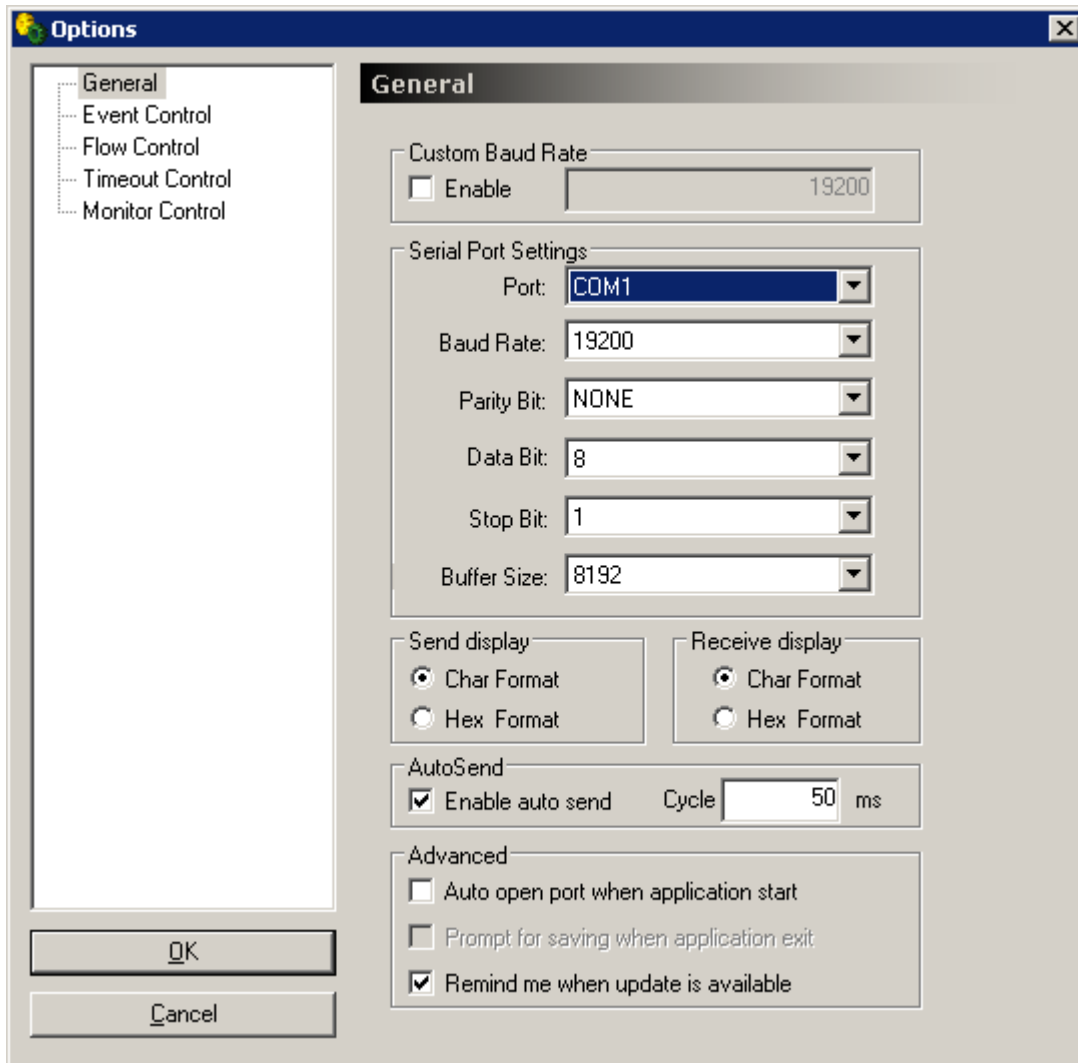 Options
General
Event Control
Flow Control
Timeout Control
Monitor Control
OK
Cancel
General
Custom Baud Rate
Enable 19200
Serial Port Settings
Port: COM1
Baud Rate: 19200
Parity Bit: NONE
Data Bit: 8
Stop Bit: 1
Buffer Size: 8192
Send display
Char Format
Hex Format
Receive display
Char Format
Hex Format
AutoSend
Enable auto send Cycle 50 ms
Advanced
Auto open port when application start
Prompt for saving when application exit
Remind me when update is available